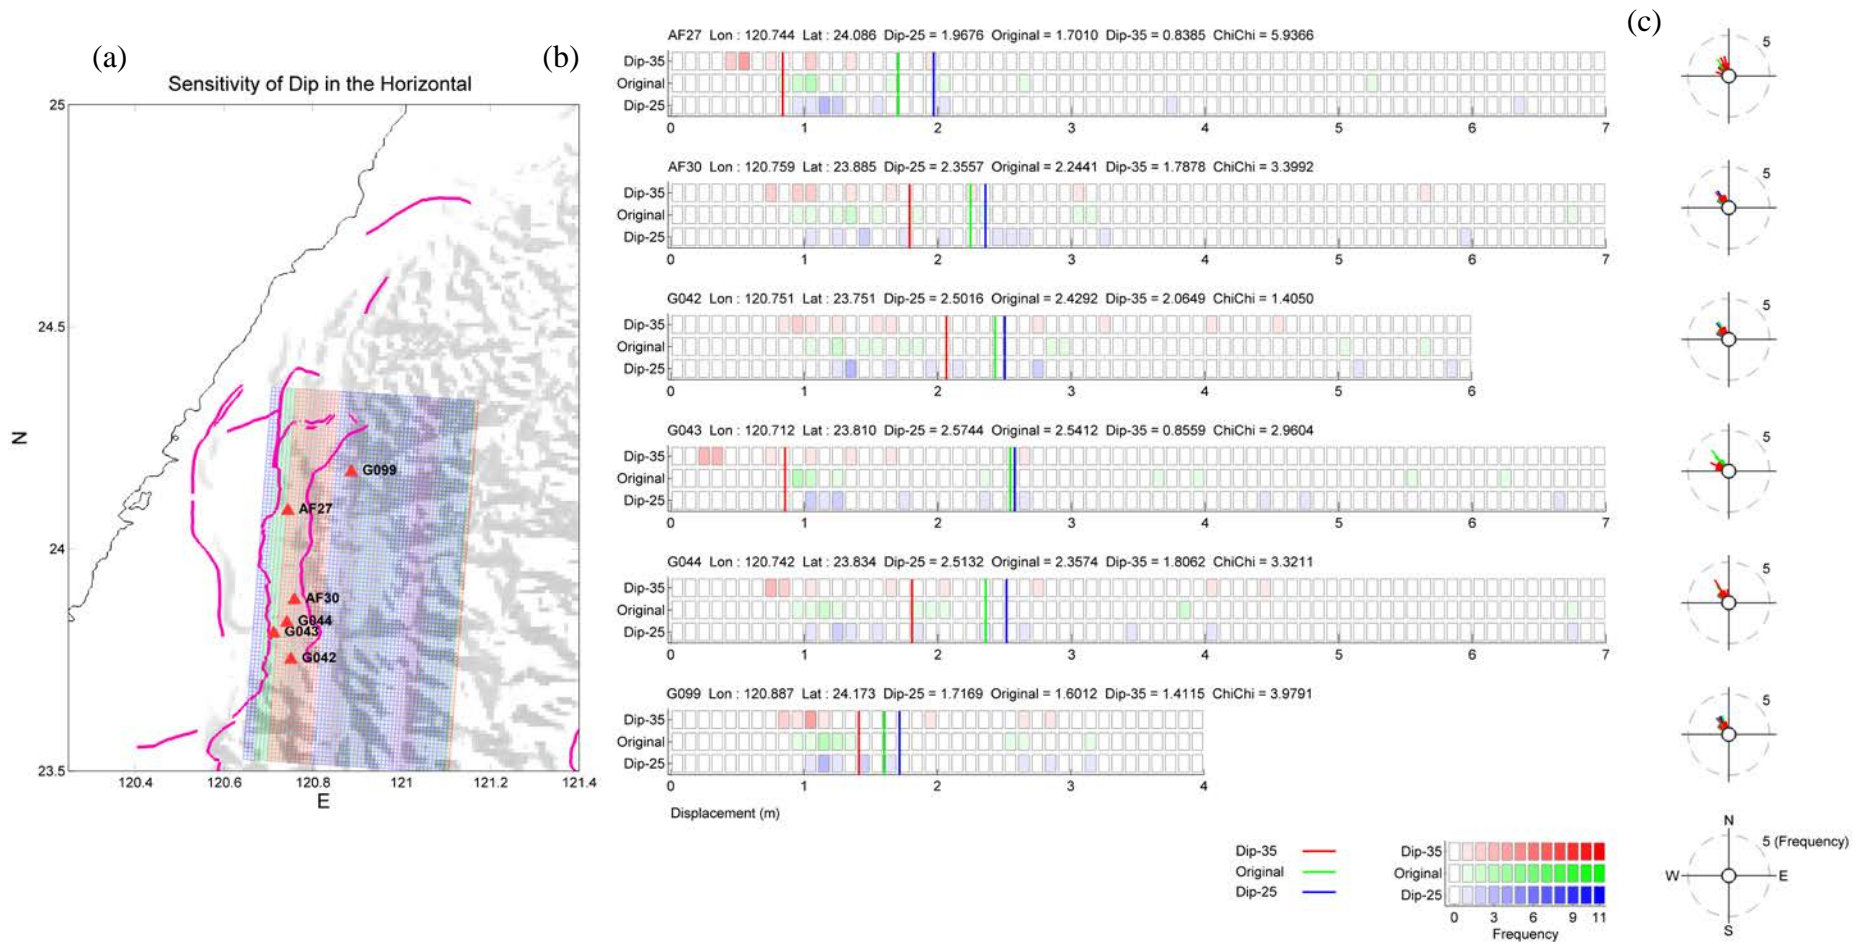 (a)
Sensitivity of Dip in the Horizontal
25
24.5
N
24
23.5
G099
AF27
AF30
G044
G043
G042
120.4 120.6 120.8 121 121.2 121.4
E
(b)
AF27 Lon : 120.744 Lat : 24.086 Dip-25 = 1.9676 Original = 1.7010 Dip-35 = 0.8385 ChiChi = 5.9366
Dip-35
Original
Dip-25
0 1 2 3 4 5 6 7
AF30 Lon : 120.759 Lat : 23.885 Dip-25 = 2.3557 Original = 2.2441 Dip-35 = 1.7878 ChiChi = 3.3992
Dip-35
Original
Dip-25
0 1 2 3 4 5 6 7
G042 Lon : 120.751 Lat : 23.751 Dip-25 = 2.5016 Original = 2.4292 Dip-35 = 2.0649 ChiChi = 1.4050
Dip-35
Original
Dip-25
0 1 2 3 4 5 6
G043 Lon : 120.712 Lat : 23.810 Dip-25 = 2.5744 Original = 2.5412 Dip-35 = 0.8559 ChiChi = 2.9604
Dip-35
Original
Dip-25
0 1 2 3 4 5 6 7
G044 Lon : 120.742 Lat : 23.834 Dip-25 = 2.5132 Original = 2.3574 Dip-35 = 1.8062 ChiChi = 3.3211
Dip-35
Original
Dip-25
0 1 2 3 4 5 6 7
G099 Lon : 120.887 Lat : 24.173 Dip-25 = 1.7169 Original = 1.6012 Dip-35 = 1.4115 ChiChi = 3.9791
Dip-35
Original
Dip-25
0 1 2 3 4
Displacement (m)
Dip-35
Original
Dip-25
Dip-35
Original
Dip-25
0 3 6 9 11
Frequency
(c)
5
5
5
5
5
5
N
5 (Frequency)
W E
S